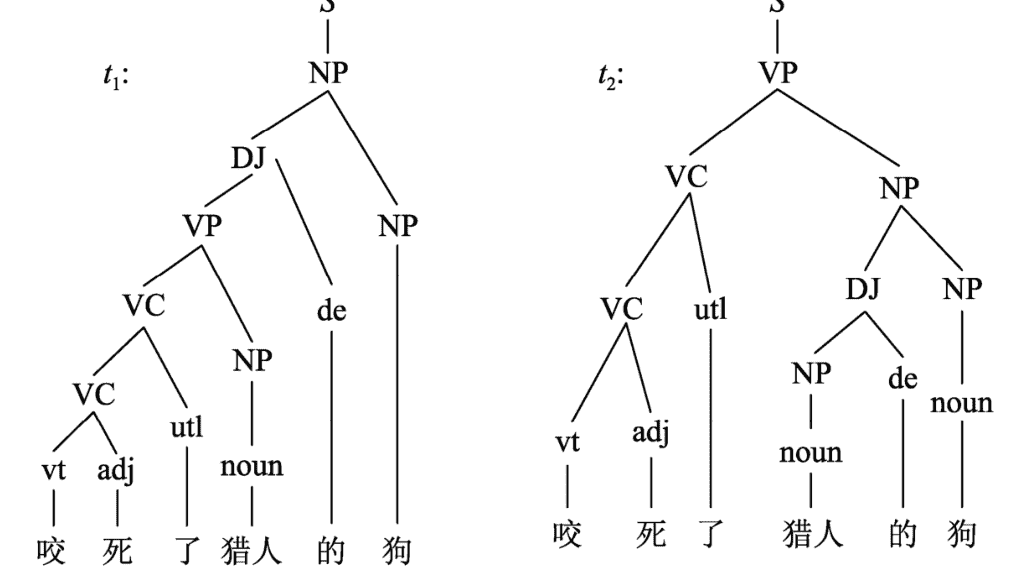 S S
t₁: NP t₂: VP
DJ VC NP
VP NP
VC de VC utl DJ NP
NP NP de
VC noun
utl vt adj noun
vt adj noun
咬 死 了 猎人 的 狗 咬 死 了 猎人 的 狗